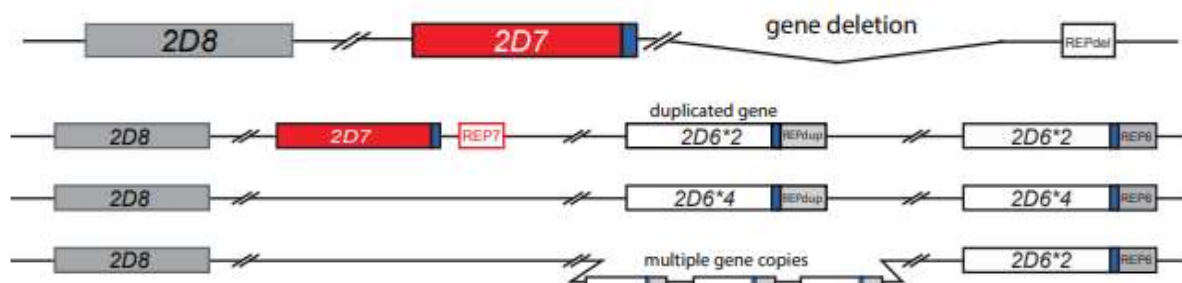 2D8 2D7 gene deletion REPdel
duplicated gene
2D8 2D7 REP7 2D6*2 REPdup 2D6*2 REP6
2D8 2D6*4 REPdup 2D6*4 REP6
multiple gene copies
2D8 2D6*2 REP6